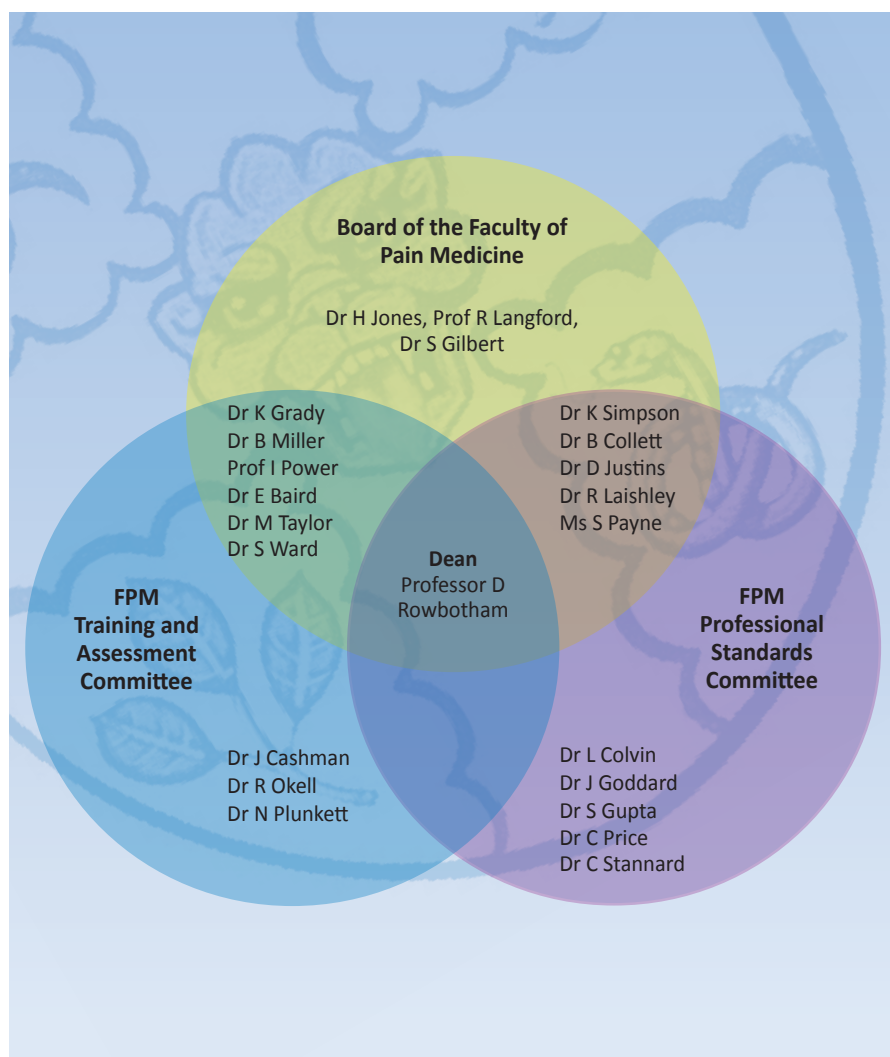 Board of the Faculty of
Pain Medicine
Dr H Jones, Prof R Langford,
Dr S Gilbert
Dr K Grady
Dr B Miller
Prof I Power
Dr E Baird
Dr M Taylor
Dr S Ward
Dr K Simpson
Dr B Collett
Dr D Justins
Dr R Laishley
Ms S Payne
Dean
Professor D
Rowbotham
FPM
Training and
Assessment
Committee
FPM
Professional
Standards
Committee
Dr J Cashman
Dr R Okell
Dr N Plunkett
Dr L Colvin
Dr J Goddard
Dr S Gupta
Dr C Price
Dr C Stannard